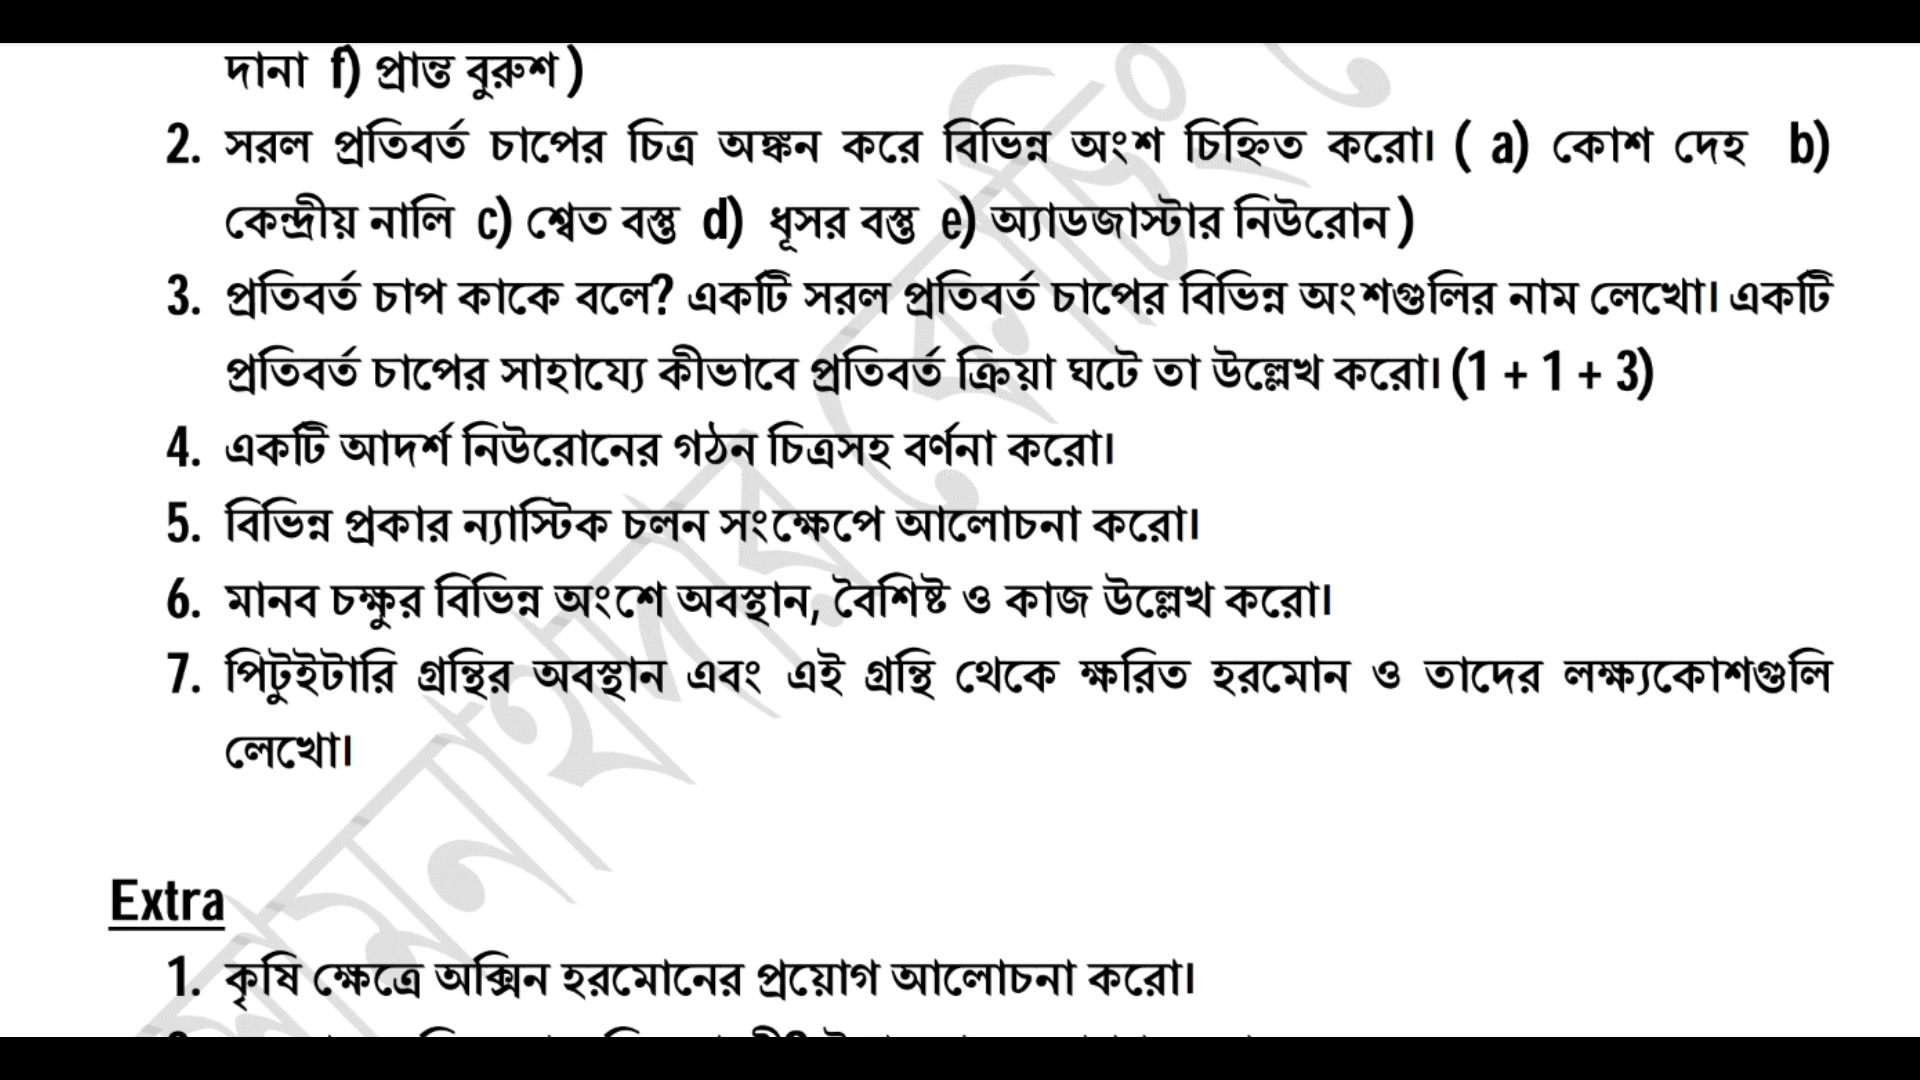 দানা f) প্রান্ত বুরুশ )
2. সরল প্রতিবর্ত চাপের চিত্র অঙ্কন করে বিভিন্ন অংশ চিহ্নিত করো। ( a) কোশ দেহ b)
কেন্দ্রীয় নালি c) শ্বেত বস্তু d) ধূসর বস্তু e) অ্যাডজাস্টার নিউরোন )
3. প্রতিবর্ত চাপ কাকে বলে? একটি সরল প্রতিবর্ত চাপের বিভিন্ন অংশগুলির নাম লেখো। একটি
প্রতিবর্ত চাপের সাহায্যে কীভাবে প্রতিবর্ত ক্রিয়া ঘটে তা উল্লেখ করো। (1 + 1 + 3)
4. একটি আদর্শ নিউরোনের গঠন চিত্রসহ বর্ণনা করো।
5. বিভিন্ন প্রকার ন্যাস্টিক চলন সংক্ষেপে আলোচনা করো।
6. মানব চক্ষুর বিভিন্ন অংশে অবস্থান, বৈশিষ্ট ও কাজ উল্লেখ করো।
7. পিটুইটারি গ্রন্থির অবস্থান এবং এই গ্রন্থি থেকে ক্ষরিত হরমোন ও তাদের লক্ষ্যকোশগুলি
লেখো।
Extra
1. কৃষি ক্ষেত্রে অক্সিন হরমোনের প্রয়োগ আলোচনা করো।